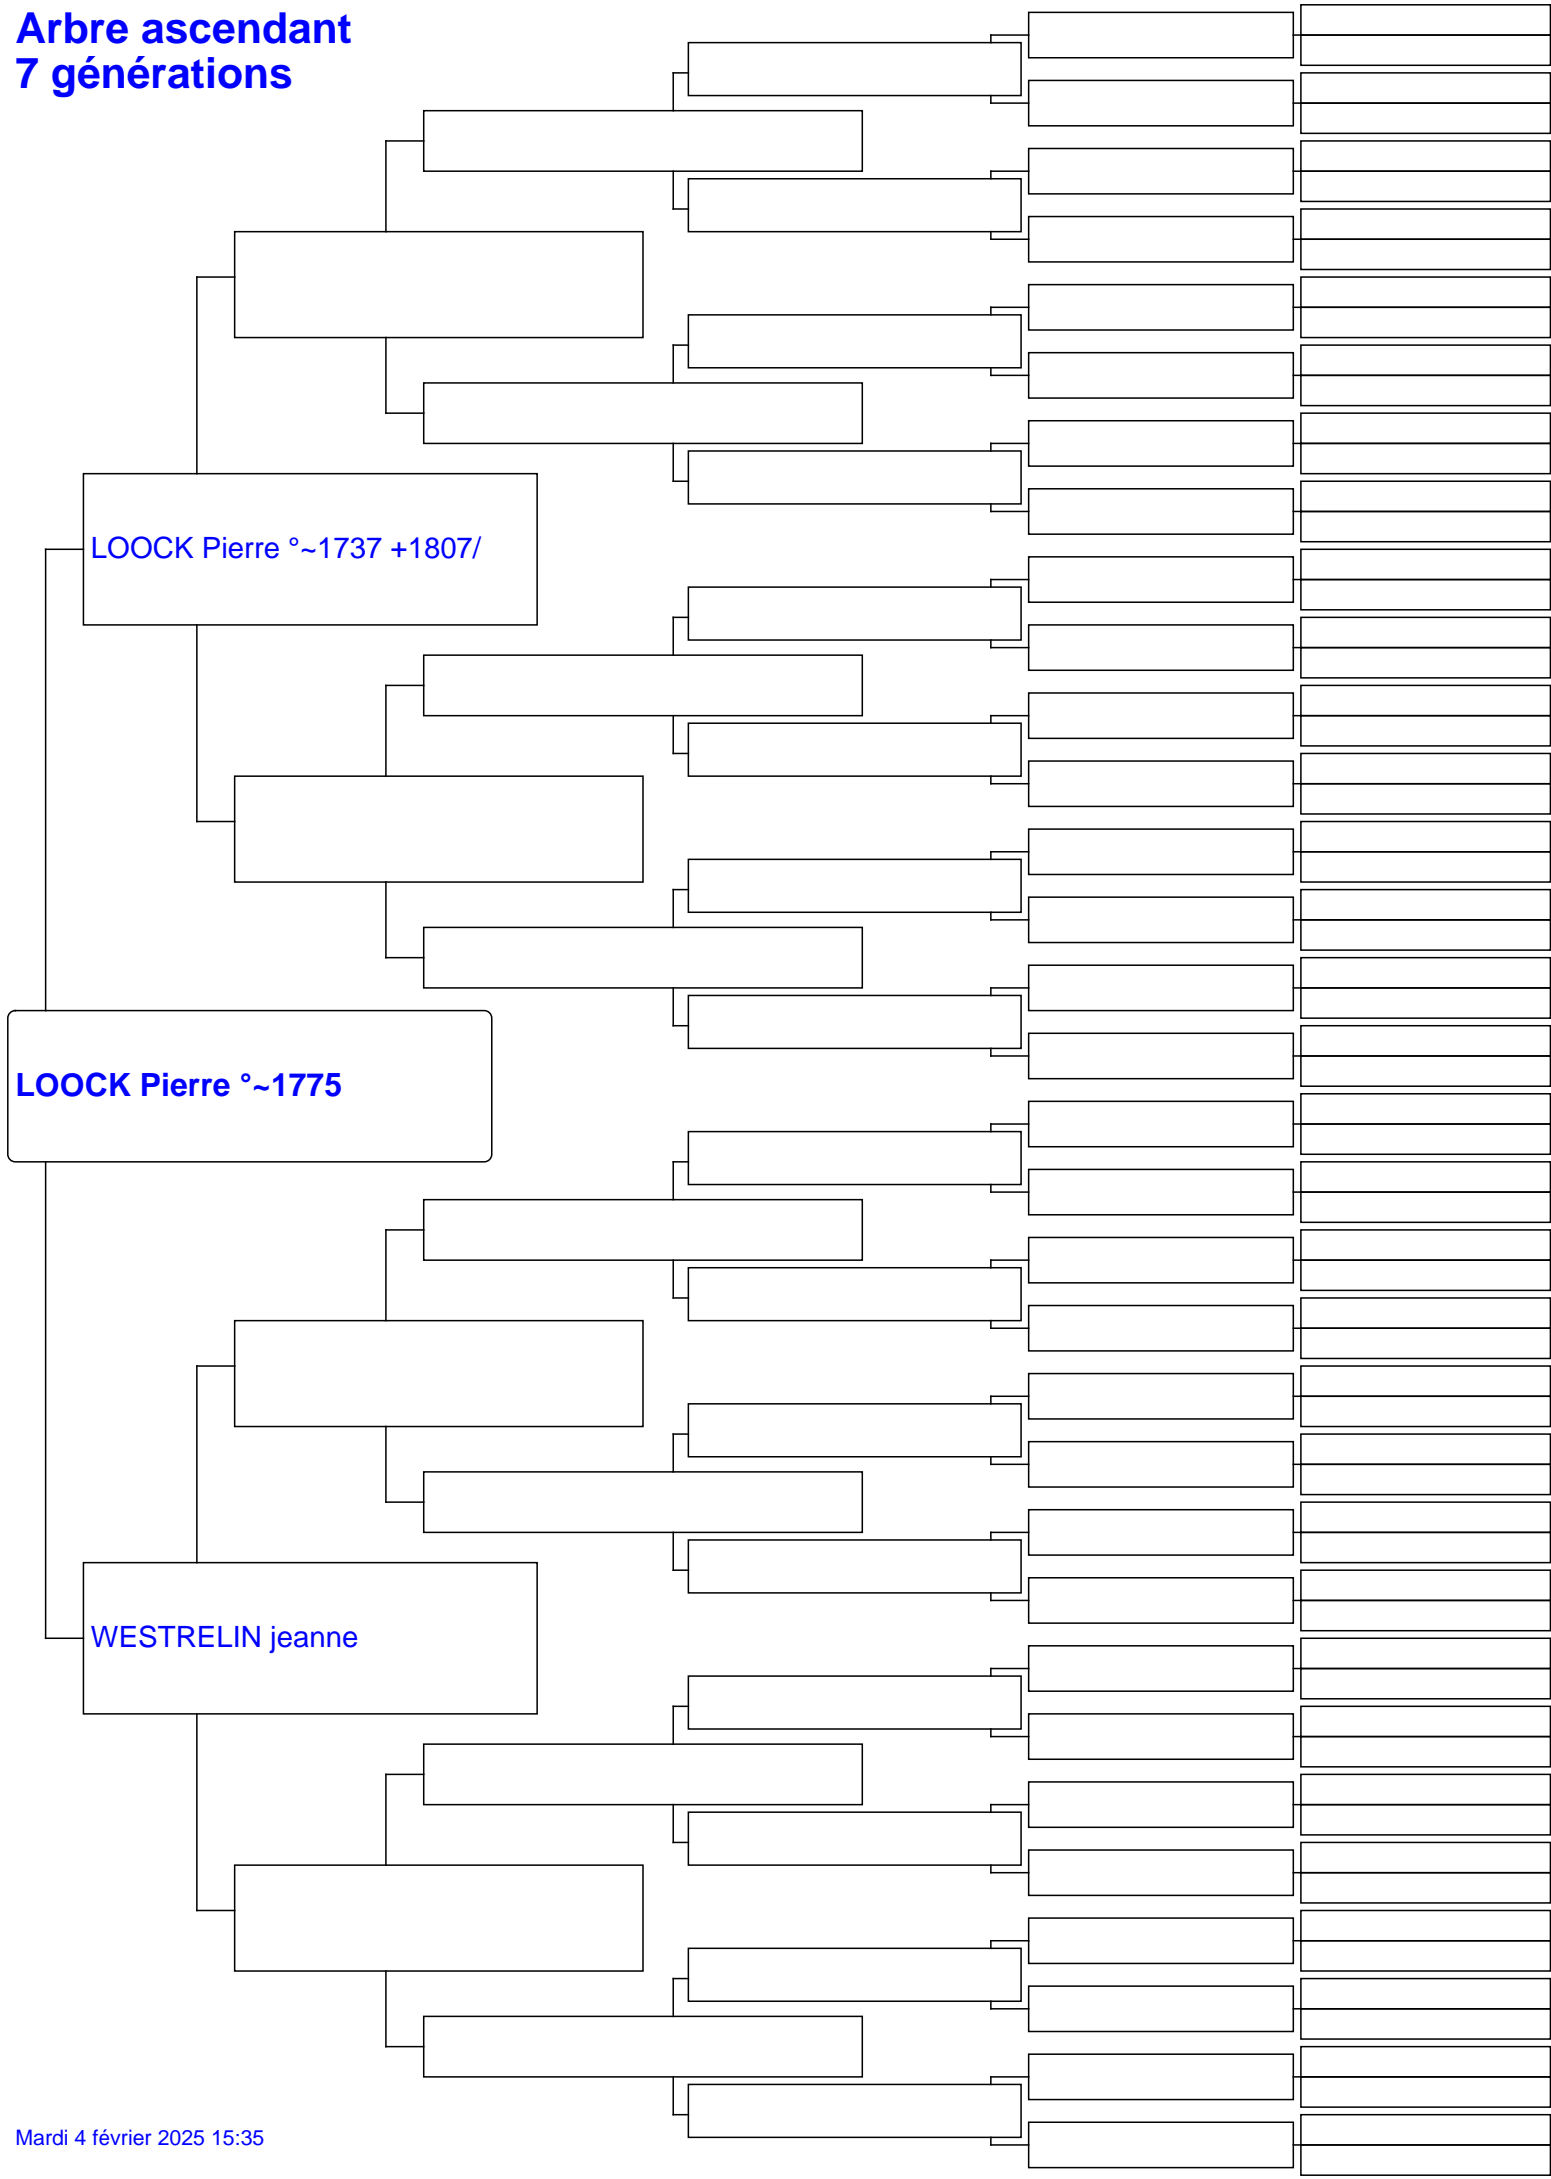 Arbre ascendant
7 générations
LOOCK Pierre °~1737 +1807/
LOOCK Pierre °~1775
WESTRELIN jeanne
Mardi 4 février 2025 15:35